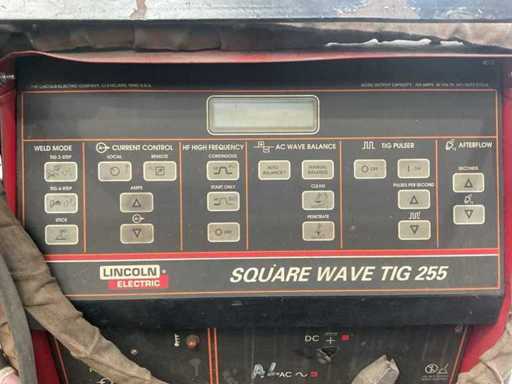 THE LINCOLN ELECTRIC COMPANY, CLEVELAND, OHIO U.S.A.
WELD MODE
CURRENT CONTROL
HF HIGH FREQUENCY
AC WAVE BALANCE
TIG PULSER
AFTERFLOW
TIG 2-STEP
LOCAL
REMOTE
CONTINUOUS
AUTO BALANCE
MANUAL BALANCE
OFF
ON
SECONDS
TIG 4-STEP
AMPS
START ONLY
CLEAN
PULSES PER SECOND
STICK
OFF
PENETRATE
LINCOLN
ELECTRIC
SQUARE WAVE TIG 255
DC
+
AL
AC